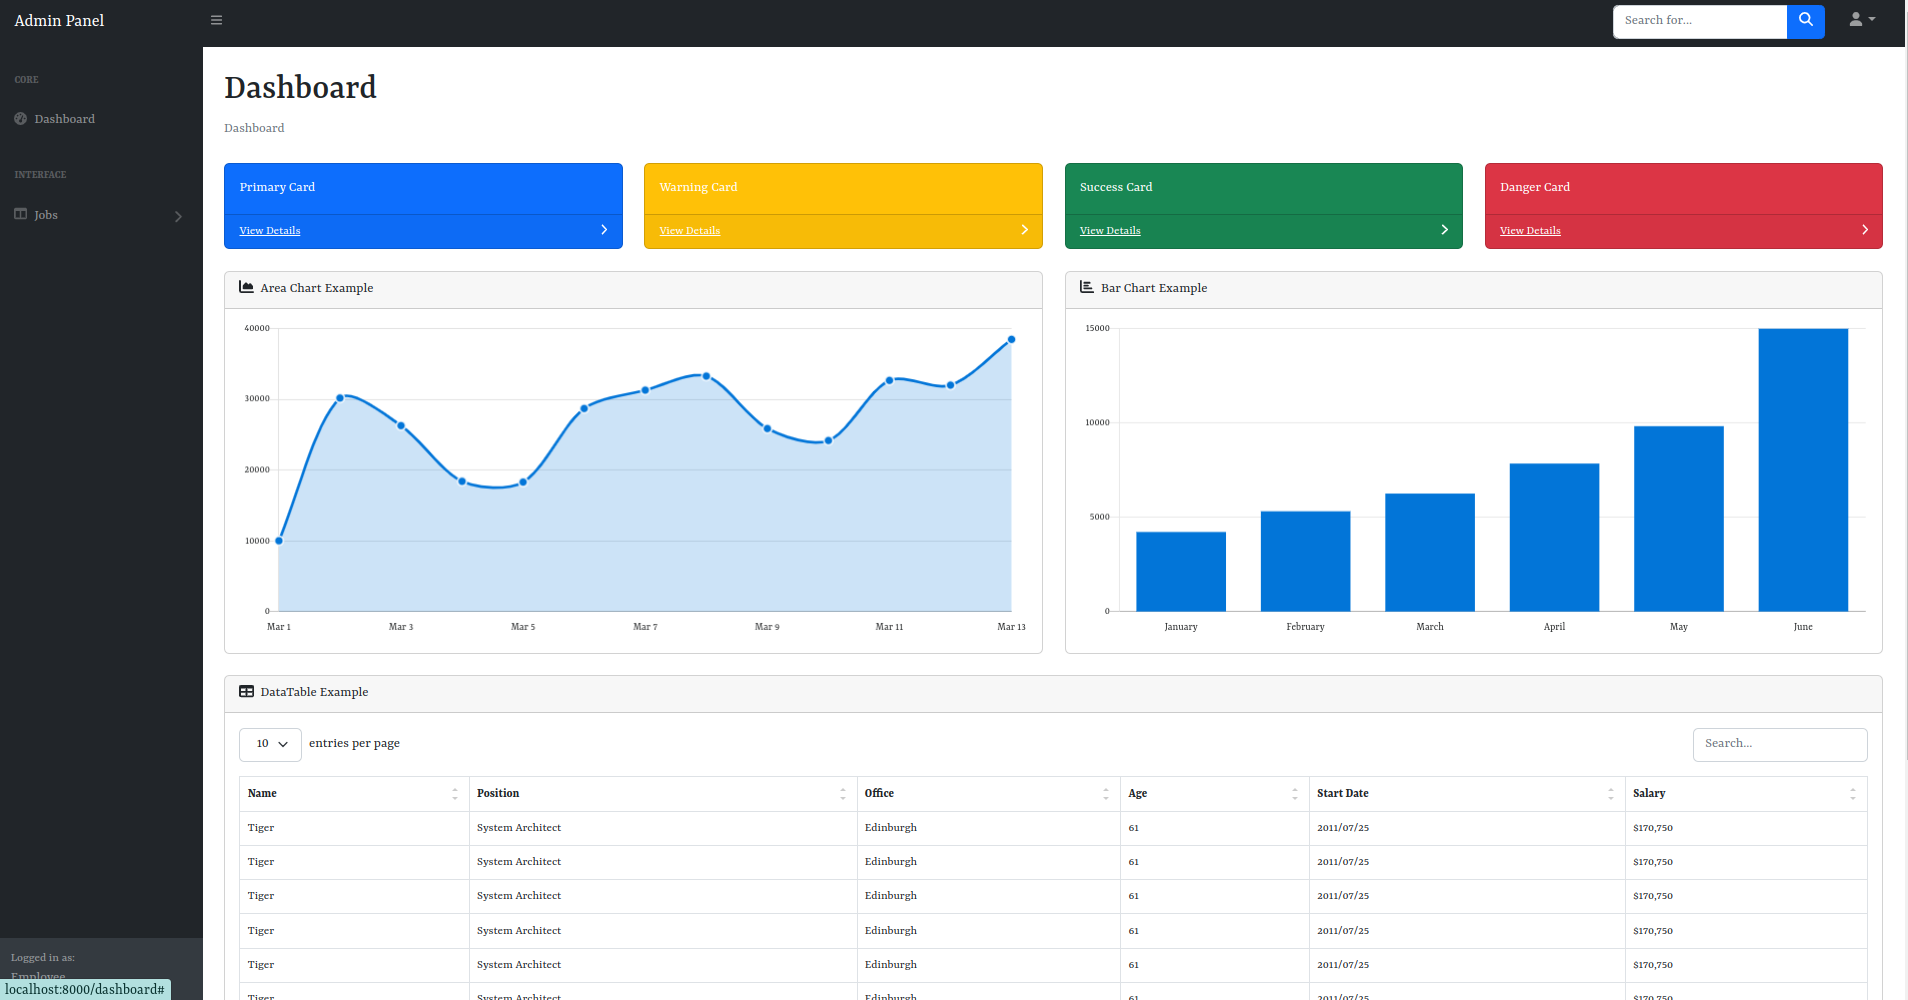 Admin Panel
Search for...
CORE
Dashboard
INTERFACE
Jobs
Logged in as:
Employee
localhost:8000/dashboard#
Dashboard
Dashboard
Primary Card
View Details
Warning Card
View Details
Success Card
View Details
Danger Card
View Details
Area Chart Example
40000
30000
20000
10000
0
Mar 1 Mar 3 Mar 5 Mar 7 Mar 9 Mar 11 Mar 13
Bar Chart Example
15000
10000
5000
0
January February March April May June
DataTable Example
10 entries per page
Search...
Name Position Office Age Start Date Salary
Tiger System Architect Edinburgh 61 2011/07/25 $170,750
Tiger System Architect Edinburgh 61 2011/07/25 $170,750
Tiger System Architect Edinburgh 61 2011/07/25 $170,750
Tiger System Architect Edinburgh 61 2011/07/25 $170,750
Tiger System Architect Edinburgh 61 2011/07/25 $170,750
Tiger System Architect Edinburgh 61 2011/07/25 $170,750